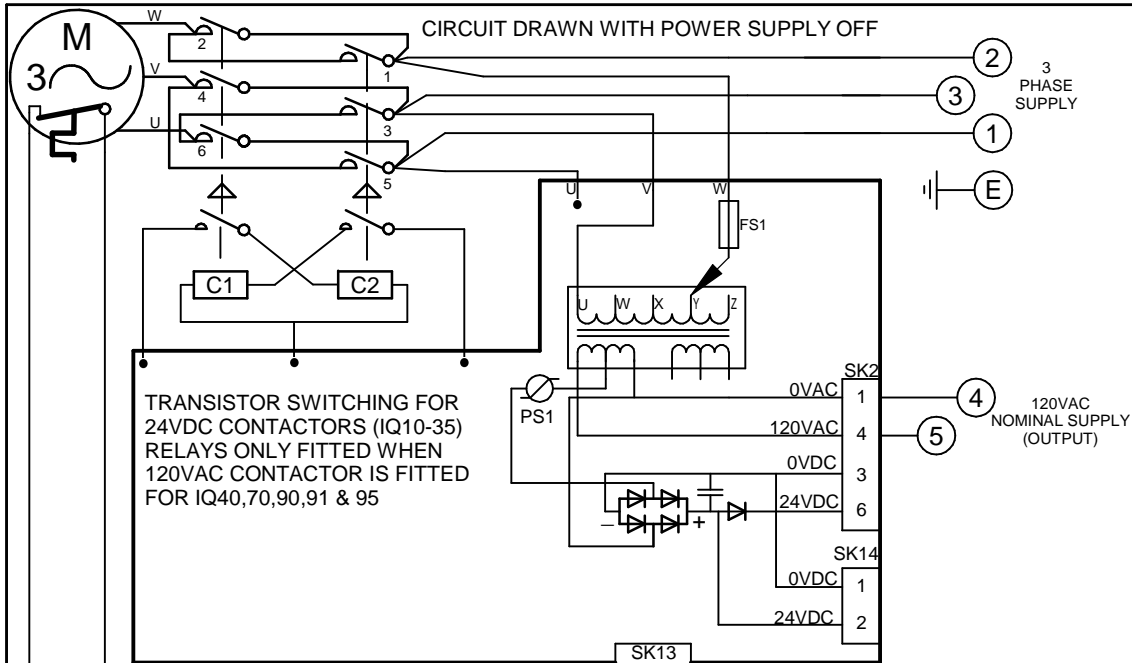 CIRCUIT DRAWN WITH POWER SUPPLY OFF
M
3
W
V
U
2
4
6
1
3
5
2
3
1
E
3
PHASE
SUPPLY
U
V
W
FS1
C1
C2
U
W
X
Y
Z
PS1
TRANSISTOR SWITCHING FOR
24VDC CONTACTORS (IQ10-35)
RELAYS ONLY FITTED WHEN
120VAC CONTACTOR IS FITTED
FOR IQ40,70,90,91 & 95
SK2
0VAC 1
120VAC 4
0VDC 3
24VDC 6
4
5
120VAC
NOMINAL SUPPLY
(OUTPUT)
– +
SK14
0VDC 1
24VDC 2
SK13